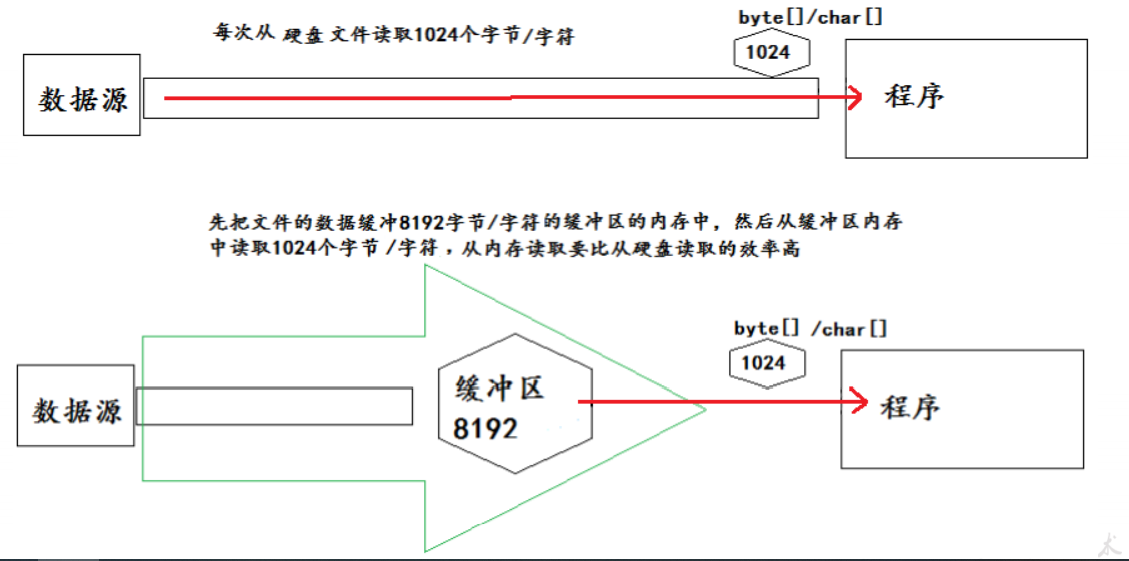 byte[]/char[]
每次从 硬盘 文件读取1024个字节/字符
1024
数据源
程序
先把文件的数据缓冲8192字节/字符的缓冲区的内存中，然后从缓冲区内存
中读取1024个字节 /字符 ，从内存读取要比从硬盘读取的效率高
byte[] /char[]
1024
缓冲区
8192
数据源
程序
术